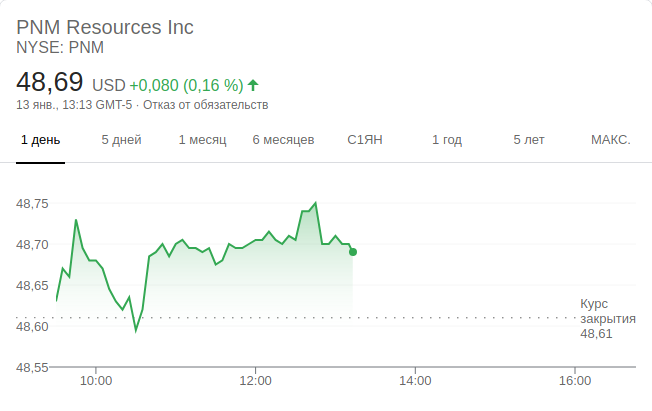 PNM Resources Inc
NYSE: PNM
48,69 USD +0,080 (0,16 %)
13 янв., 13:13 GMT-5 · Отказ от обязательств
1 день 5 дней 1 месяц 6 месяцев С1ЯН 1 год 5 лет МАКС.
48,75
48,70
48,65
Курс
закрытия
48,61
48,60
48,55
10:00 12:00 14:00 16:00